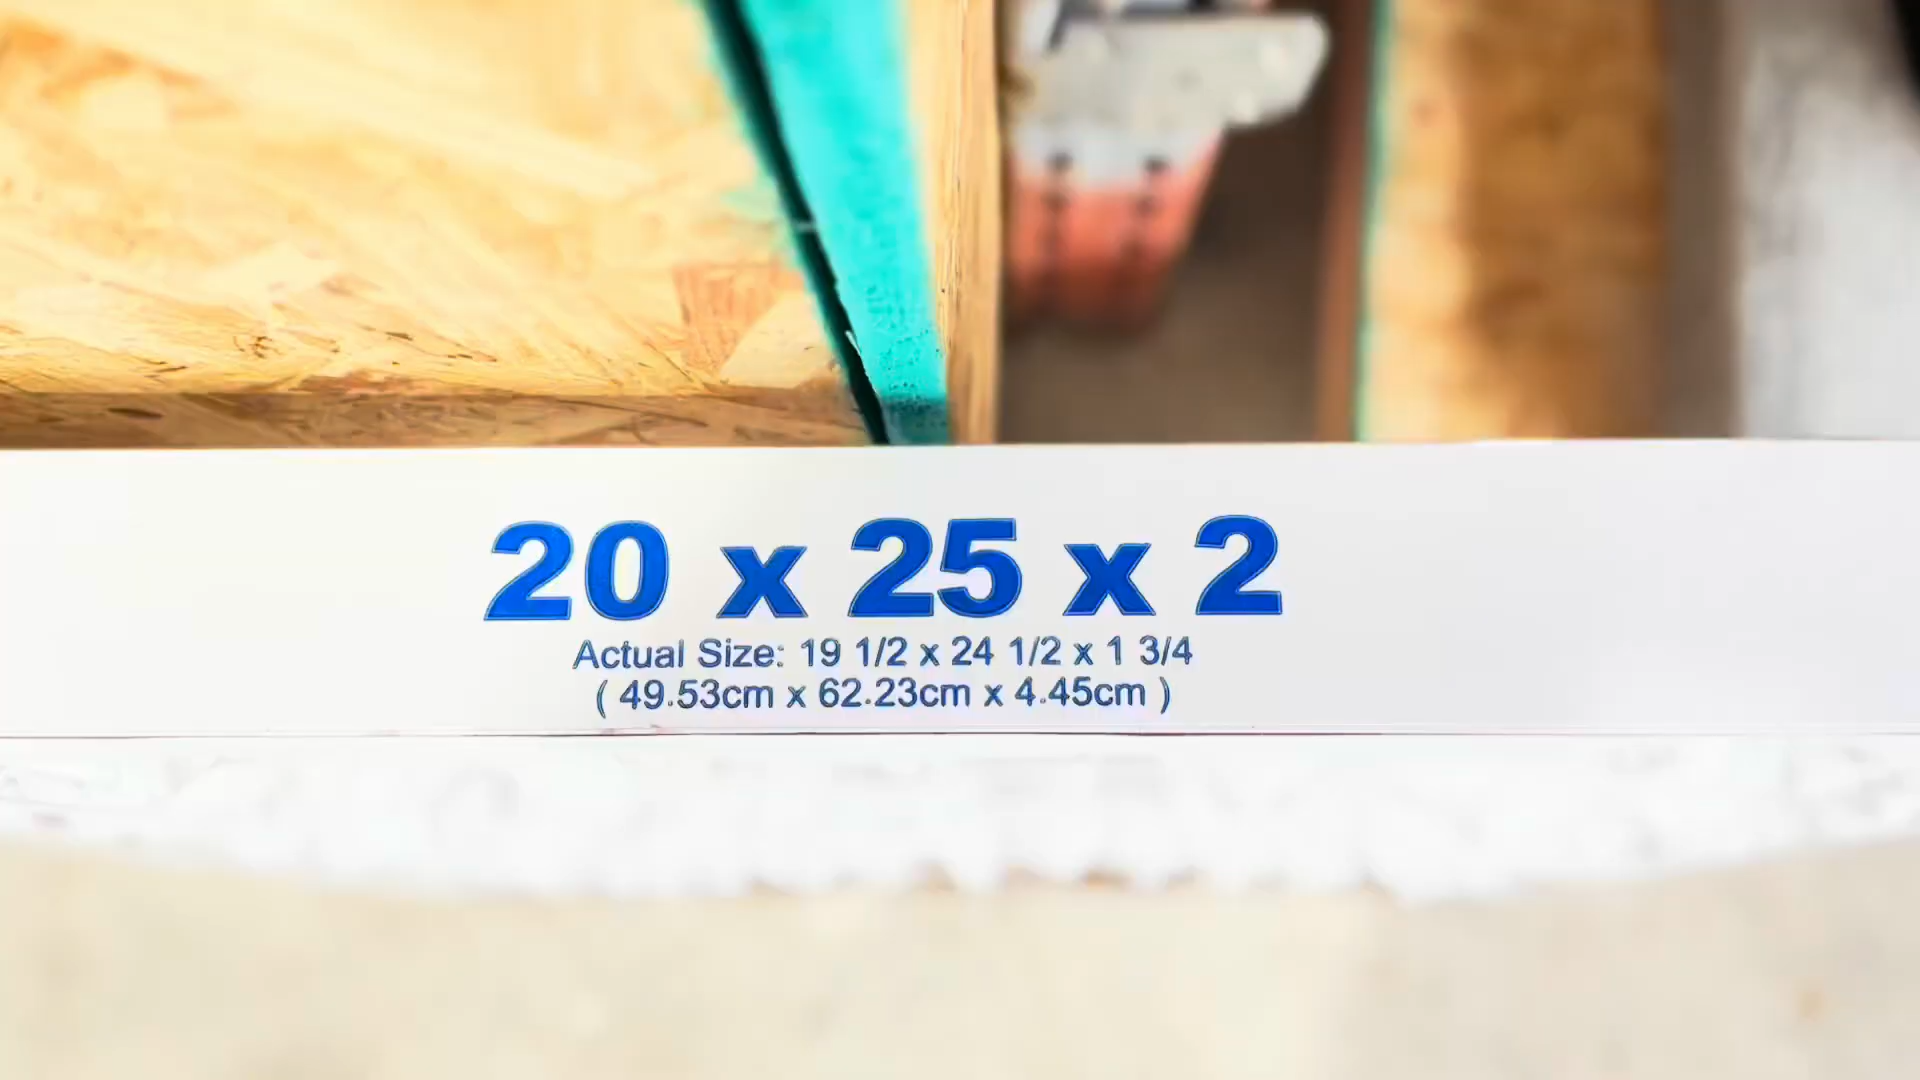 20 x 25 x 2
Actual Size: 19 1/2 x 24 1/2 x 1 3/4
( 49.53cm x 62.23cm x 4.45cm )